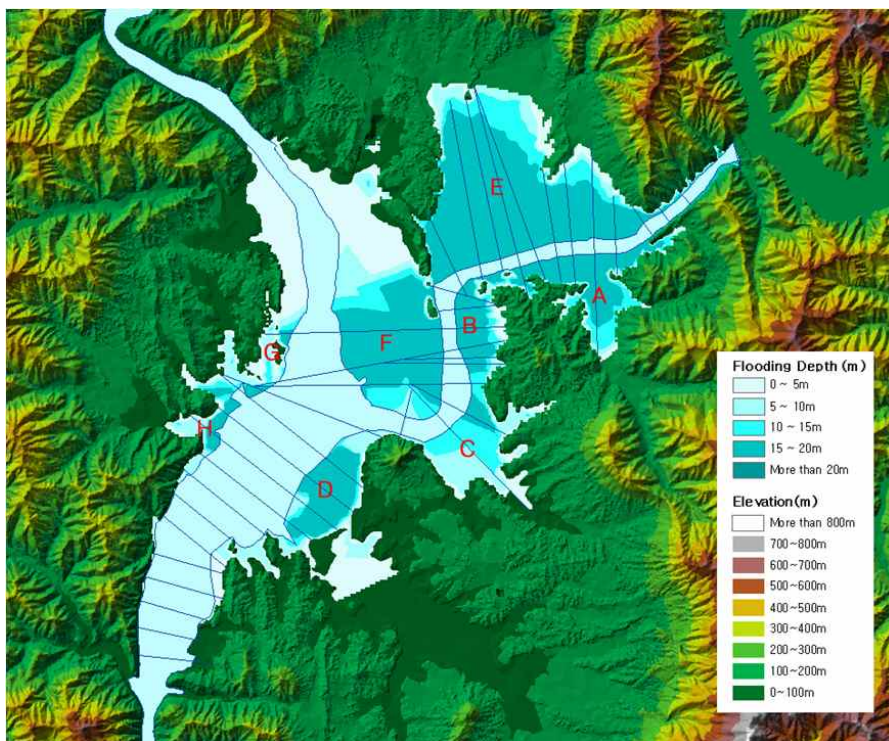 E
A
B
F
G
H
C
D
Flooding Depth (m)
0 ~ 5m
5 ~ 10m
10 ~ 15m
15 ~ 20m
More than 20m
Elevation(m)
More than 800m
700~800m
600~700m
500~600m
400~500m
300~400m
200~300m
100~200m
0~100m